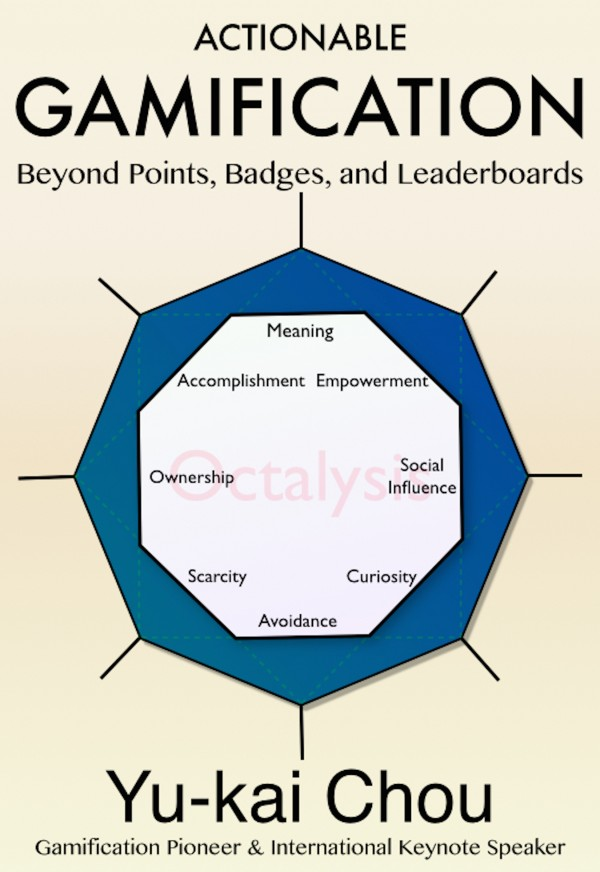 ACTIONABLE
GAMIFICATION
Beyond Points, Badges, and Leaderboards
Meaning
Accomplishment Empowerment
Octalysis
Ownership
Social
Influence
Scarcity
Curiosity
Avoidance
Yu-kai Chou
Gamification Pioneer & International Keynote Speaker